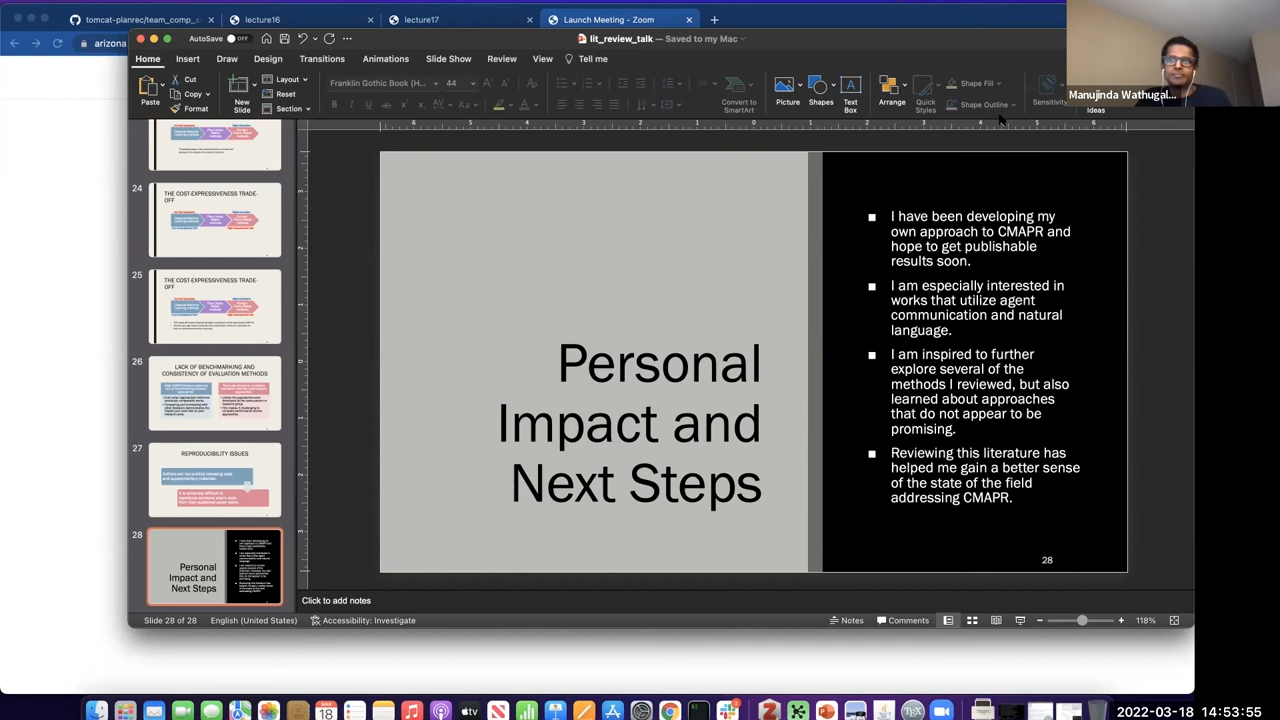 tomcat-planrec/team_comp_s
lecture16
lecture17
Launch Meeting - Zoom
arizona
AutoSave
OFF
lit_review_talk — Saved to my Mac
Home
Insert
Draw
Design
Transitions
Animations
Slide Show
Review
View
Tell me
Paste
Cut
Copy
Format
New
Slide
Layout
Reset
Section
Franklin Gothic Book (H...
44
Convert to
SmartArt
Picture
Shapes
Text
Box
Arrange
Quick
Styles
Shape Fill
Shape Outline
Sensitivity
Ideas
Manujinda Wathugal...
24
THE COST-EXPRESSIVENESS TRADE-
OFF
25
THE COST-EXPRESSIVENESS TRADE-
OFF
26
LACK OF BENCHMARKING AND
CONSISTENCY OF EVALUATION METHODS
27
REPRODUCIBILITY ISSUES
28
Personal
Impact and
Next Steps
Personal
Impact and
Next Steps
I have been developing my
own approach to CMAPR and
hope to get publishable
results soon.
I am especially interested in
works that utilize agent
communication and natural
language.
I am inspired to further
explore several of the
methods I reviewed, but also
learned about approaches
that do not appear to be
promising.
Reviewing this literature has
helped me gain a better sense
of the state of the field
addressing CMAPR.
28
Click to add notes
Slide 28 of 28
English (United States)
Accessibility: Investigate
Notes
Comments
118%
2022-03-18 14:53:55